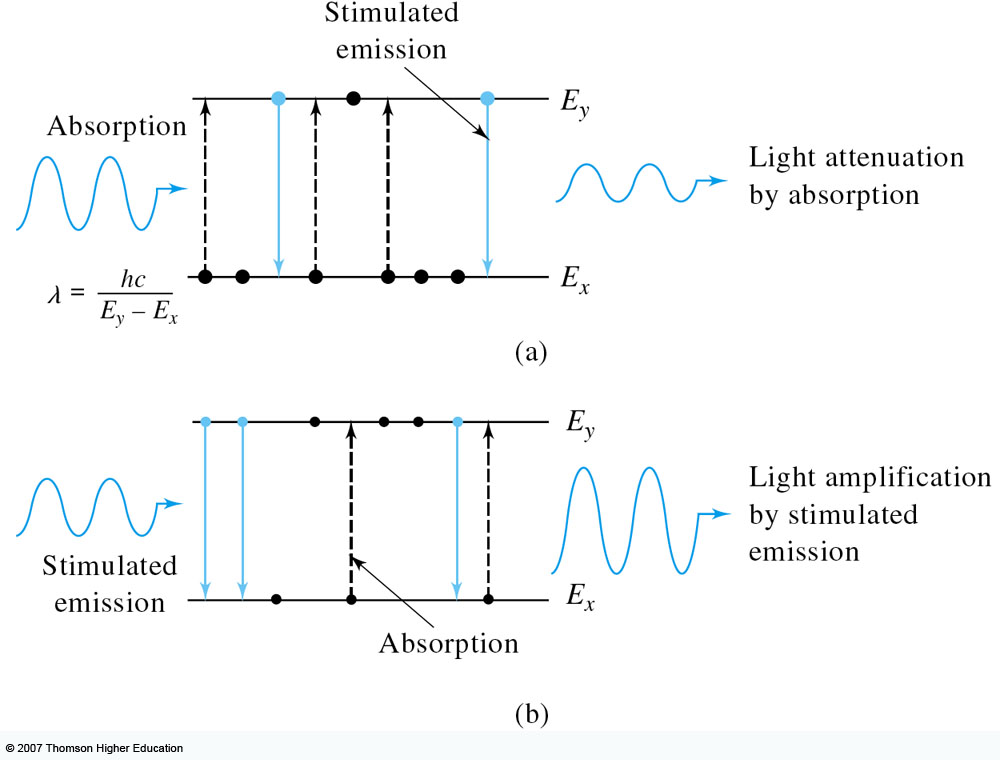 Stimulated
emission
E_y
Absorption
Light attenuation
by absorption
E_x
λ = hc / (E_y – E_x)
(a)
E_y
Light amplification
by stimulated
emission
Stimulated
emission
E_x
Absorption
(b)
© 2007 Thomson Higher Education